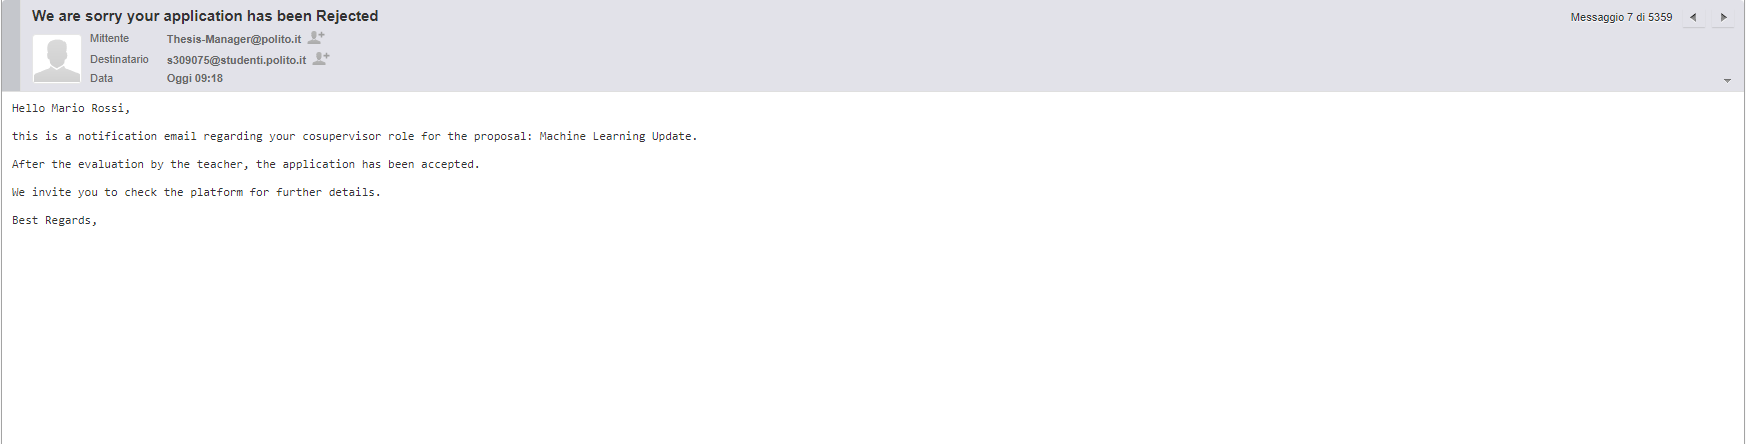 We are sorry your application has been Rejected
Messaggio 7 di 5359
Mittente Thesis-Manager@polito.it
Destinatario s309075@studenti.polito.it
Data Oggi 09:18
Hello Mario Rossi,
this is a notification email regarding your cosupervisor role for the proposal: Machine Learning Update.
After the evaluation by the teacher, the application has been accepted.
We invite you to check the platform for further details.
Best Regards,